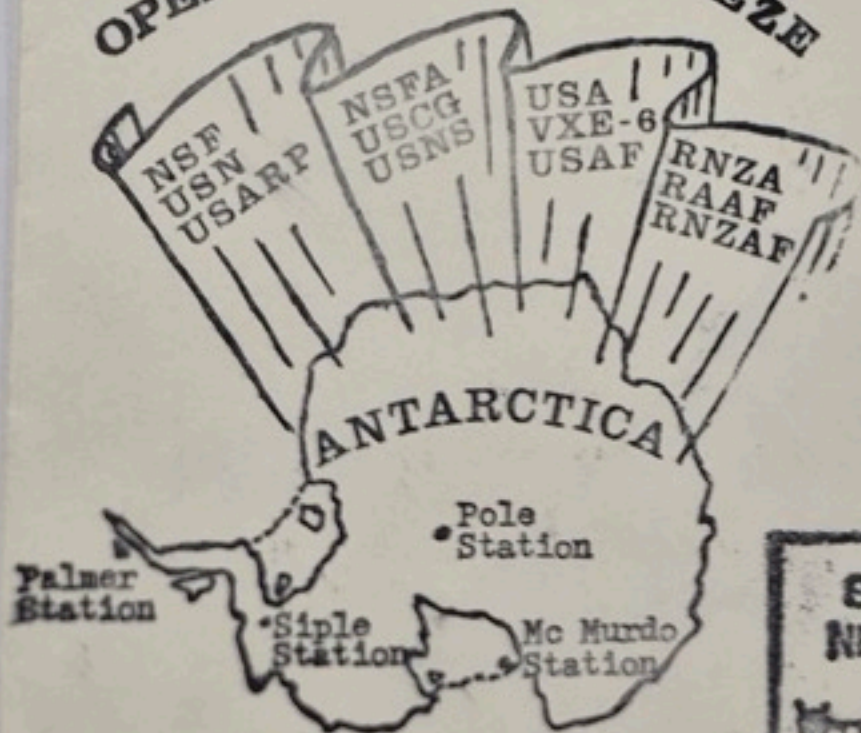 NSF
USN
USARP
NSFA
USCG
USNS
USA
VXE-6
USAF
RNZA
RAAF
RNZAF
ANTARCTICA
Pole
Station
Palmer
Station
Siple
Station
Mc Murdo
Station